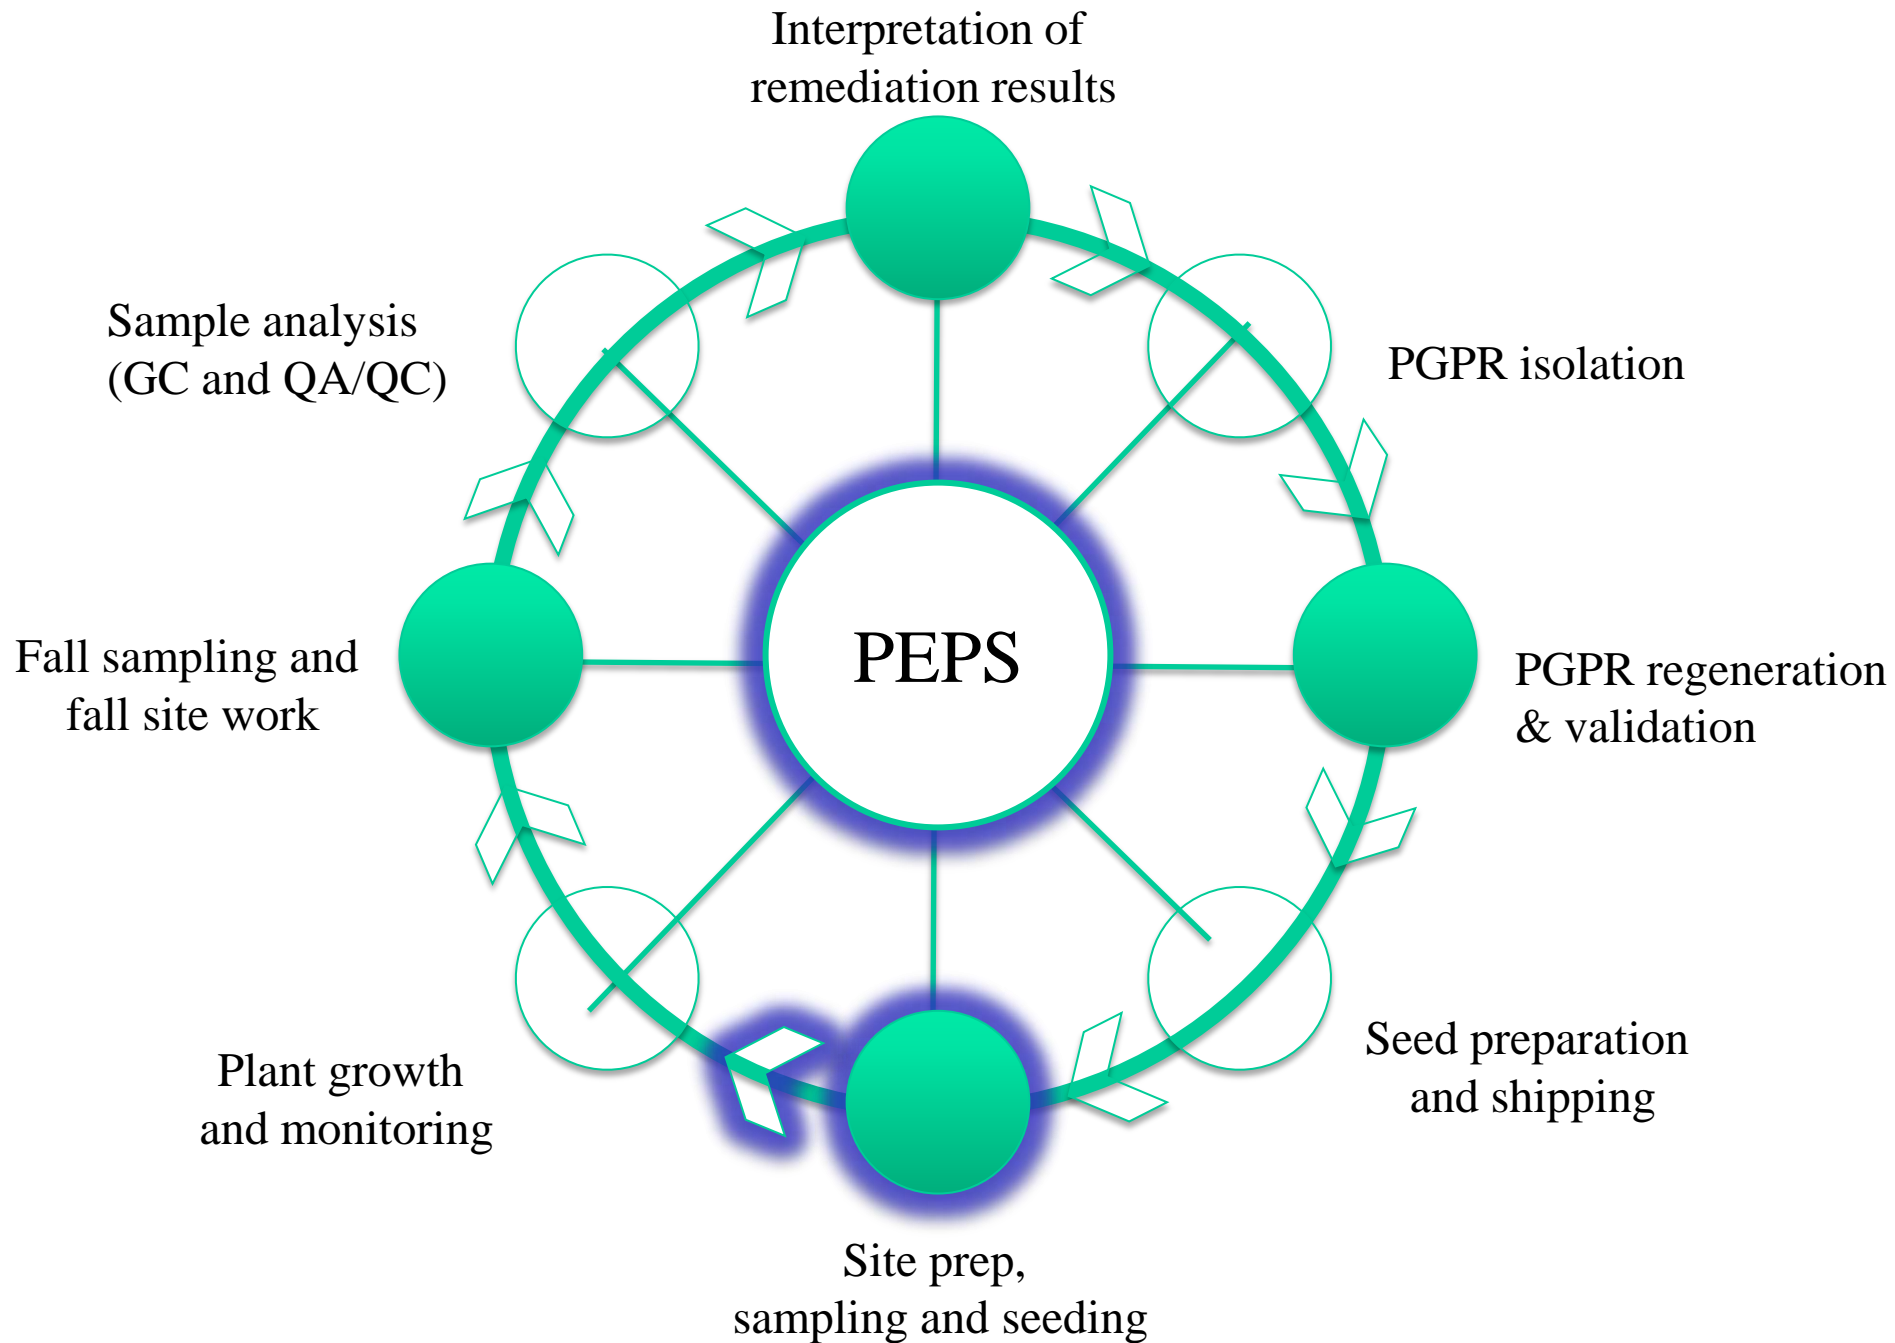 Interpretation of
remediation results
Sample analysis
(GC and QA/QC)
PGPR isolation
Fall sampling and
fall site work
PEPS
PGPR regeneration
& validation
Plant growth
and monitoring
Seed preparation
and shipping
Site prep,
sampling and seeding